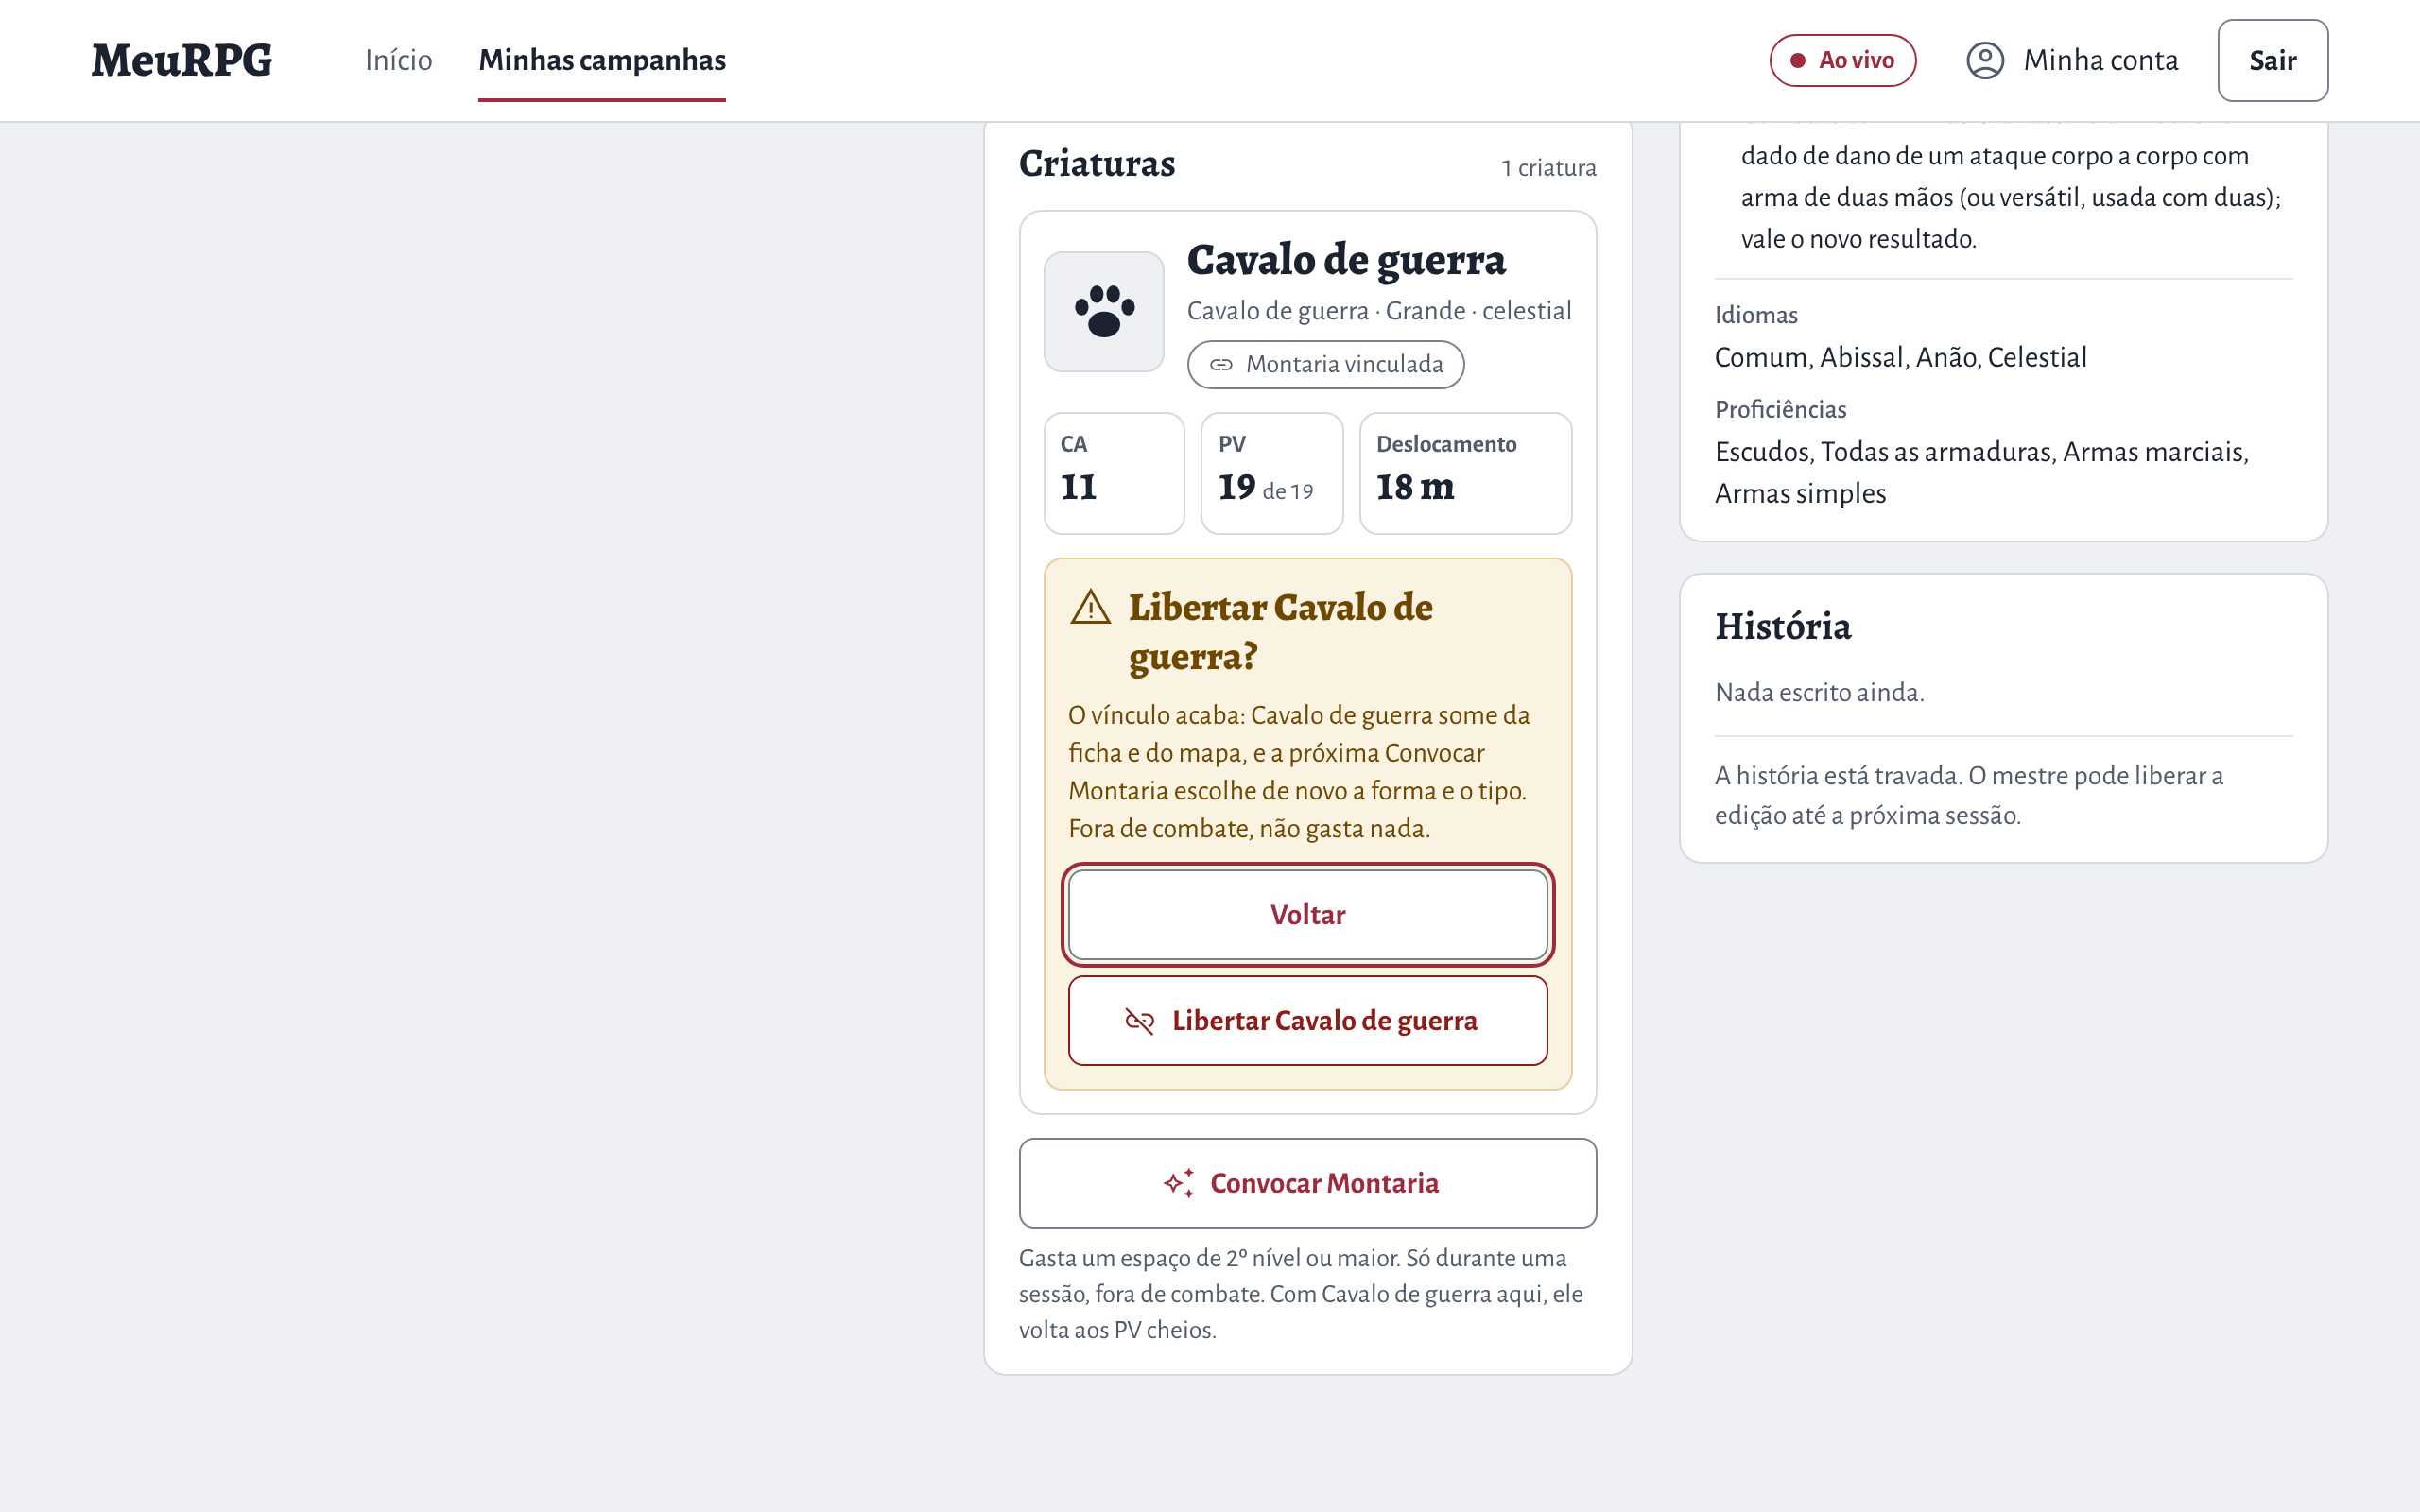 MeuRPG
Início
Minhas campanhas
Ao vivo
Minha conta
Sair
Criaturas
1 criatura
Cavalo de guerra
Cavalo de guerra · Grande · celestial
Montaria vinculada
CA
11
PV
19 de 19
Deslocamento
18 m
Libertar Cavalo de
guerra?
O vínculo acaba: Cavalo de guerra some da
ficha e do mapa, e a próxima Convocar
Montaria escolhe de novo a forma e o tipo.
Fora de combate, não gasta nada.
Voltar
Libertar Cavalo de guerra
Convocar Montaria
Gasta um espaço de 2º nível ou maior. Só durante uma
sessão, fora de combate. Com Cavalo de guerra aqui, ele
volta aos PV cheios.
dado de dano de um ataque corpo a corpo com
arma de duas mãos (ou versátil, usada com duas);
vale o novo resultado.
Idiomas
Comum, Abissal, Anão, Celestial
Proficiências
Escudos, Todas as armaduras, Armas marciais,
Armas simples
História
Nada escrito ainda.
A história está travada. O mestre pode liberar a
edição até a próxima sessão.